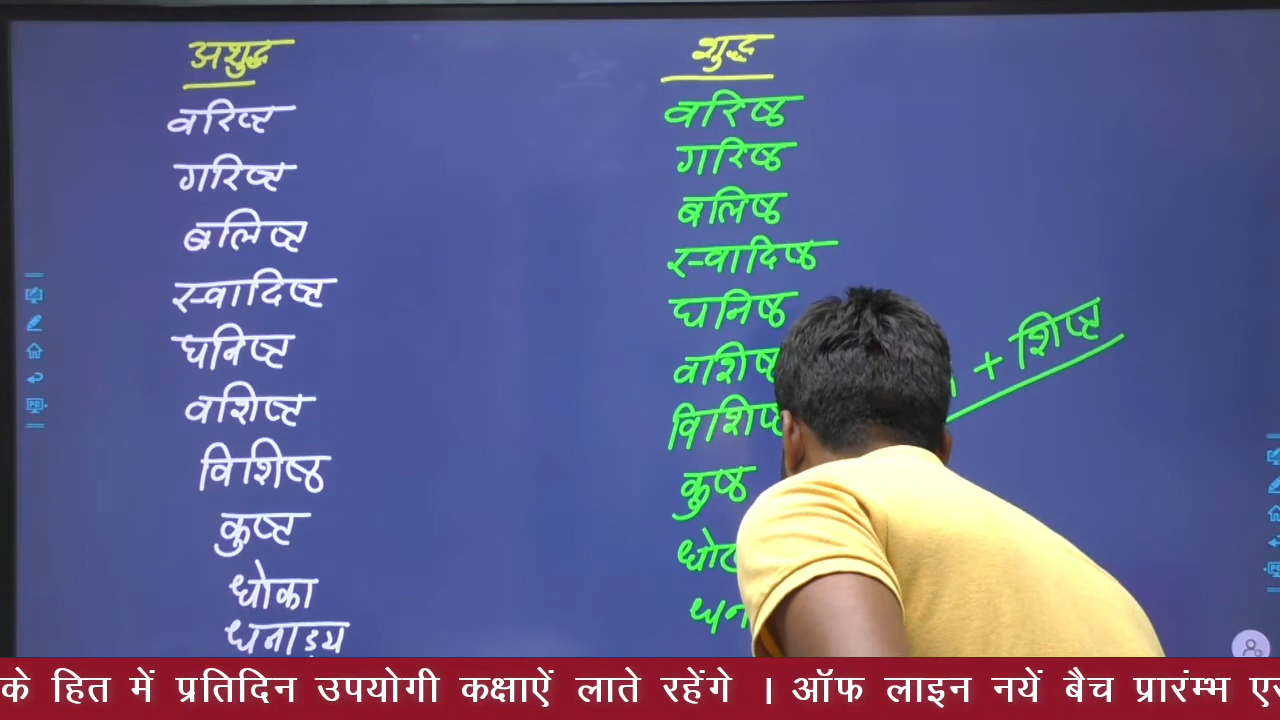 अशुद्ध शुद्ध
वरिष्ट वरिष्ठ
गरिष्ट गरिष्ठ
बलिष्ट बलिष्ठ
स्वादिष्ट स्वादिष्ठ
घनिष्ट घनिष्ठ
+ शिष्ट
वशिष्ट
विशिष्ठ
कुष्ट कुष्ठ
धोका
धनाड्य
के हित में प्रतिदिन उपयोगी कक्षाऐं लाते रहेंगे । ऑफ लाइन नयें बैच प्रारंम्भ